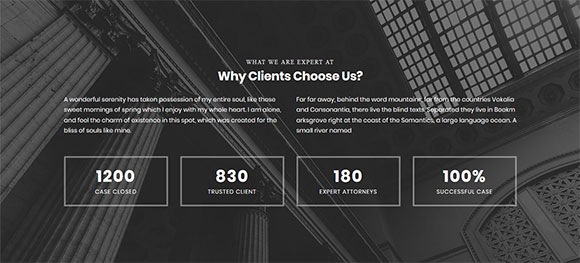 WHAT WE ARE EXPERT AT
Why Clients Choose Us?
A wonderful serenity has taken possession of my entire soul, like these
sweet mornings of spring which I enjoy with my whole heart. I am alone,
and feel the charm of existence in this spot, which was created for the
bliss of souls like mine.
Far far away, behind the word mountains, far from the countries Vokalia
and Consonantia, there live the blind texts. Separated they live in Bookm
arksgrove right at the coast of the Semantics, a large language ocean. A
small river named
1200
CASE CLOSED
830
TRUSTED CLIENT
180
EXPERT ATTORNEYS
100%
SUCCESSFUL CASE